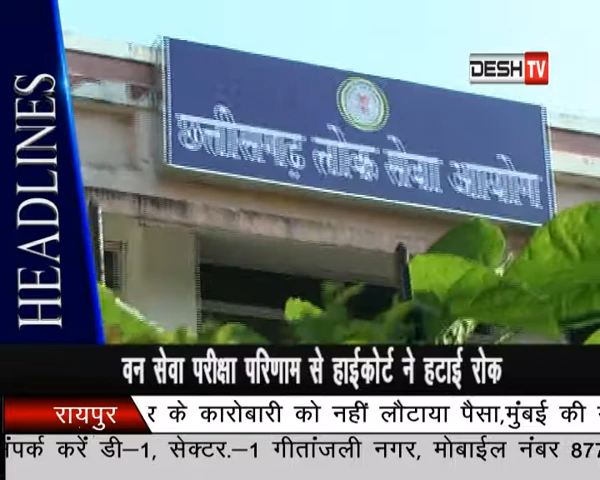 HEADLINES
DESH TV
छत्तीसगढ़ लोक सेवा आयोग
वन सेवा परीक्षा परिणाम से हाईकोर्ट ने हटाई रोक
रायपुर
र के कारोबारी को नहीं लौटाया पैसा,मुंबई की
संपर्क करें डी–1, सेक्टर.–1 गीतांजली नगर, मोबाईल नंबर 877